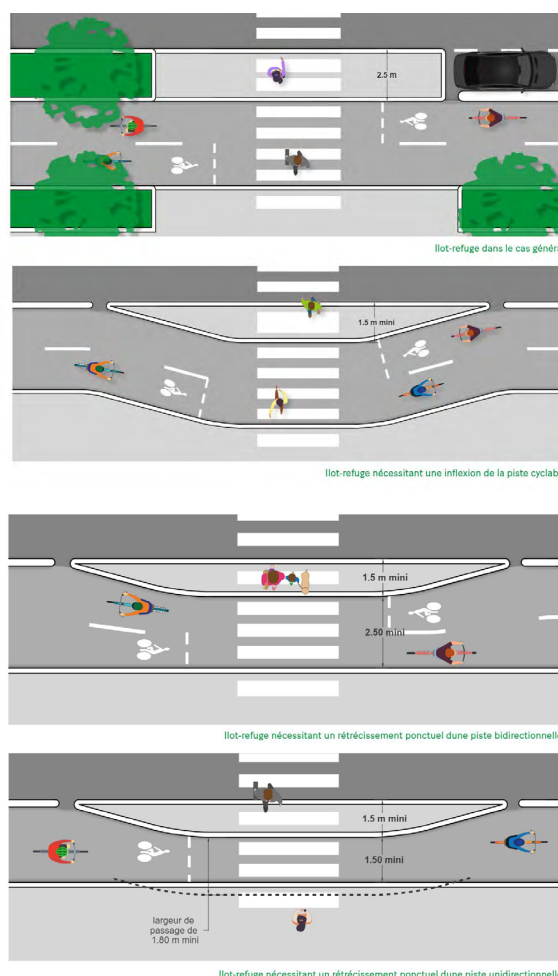 2.5 m
Ilot-refuge dans le cas généra
1.5 m mini
Ilot-refuge nécessitant une inflexion de la piste cyclab
1.5 m mini
2.50 mini
Ilot-refuge nécessitant un rétrécissement ponctuel dune piste bidirectionnelle
1.5 m mini
1.50 mini
largeur de
passage de
1.80 m mini
Ilot-refuge nécessitant un rétrécissement ponctuel dune piste unidirectionnelle